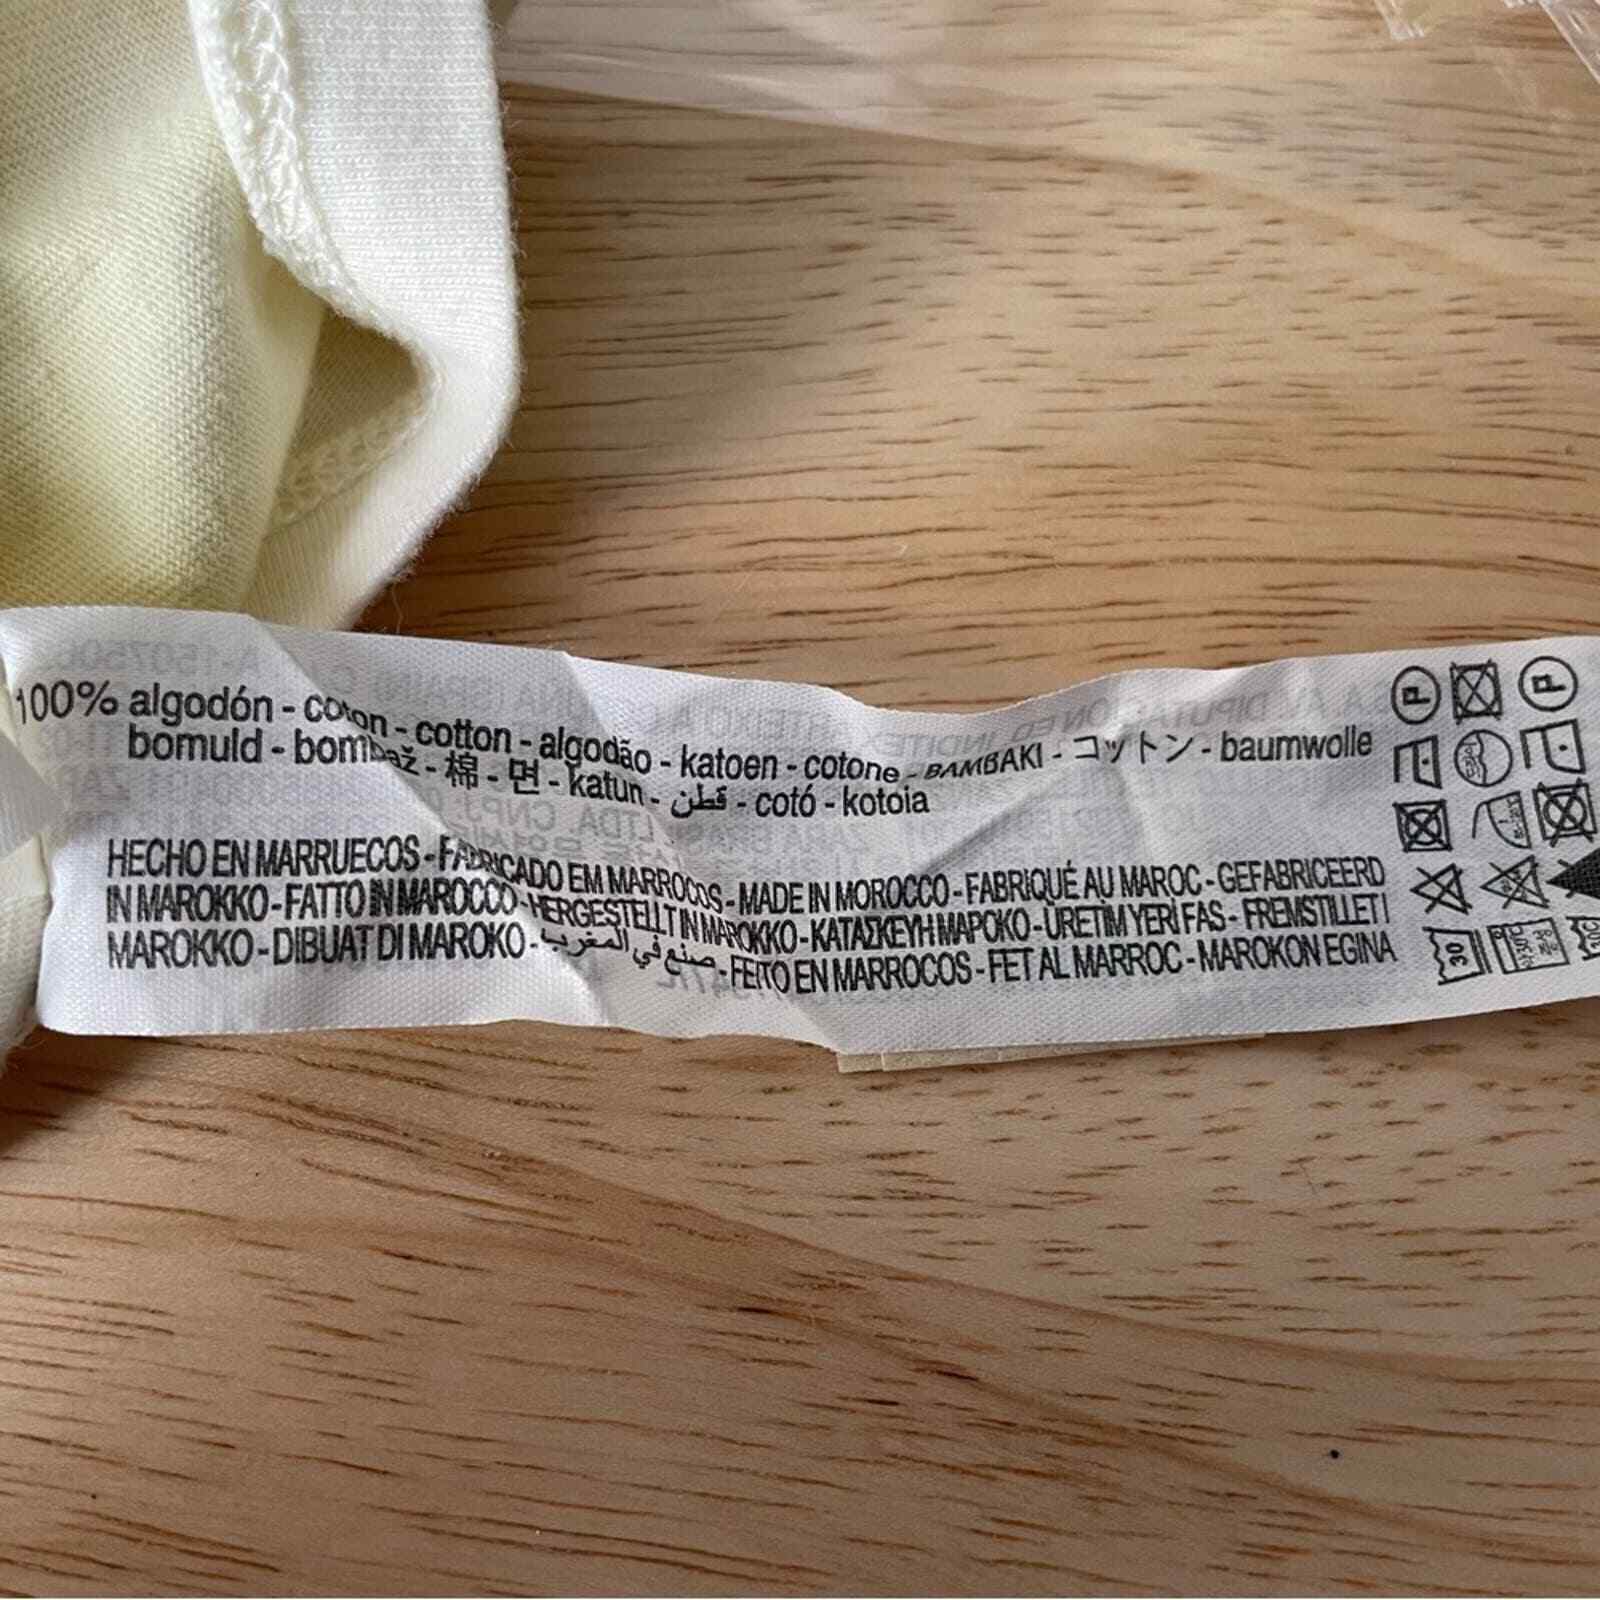 100% algodón - coton - cotton - algodão - katoen - cotone - ΒΑΜΒΑΚΙ - コットン - baumwolle
bomuld - bombaž - 棉 - 면 - katun - قطن - cotó - kotoia
HECHO EN MARRUECOS - FABRICADO EM MARROCOS - MADE IN MOROCCO - FABRIQUÉ AU MAROC - GEFABRICEERD
IN MAROKKO - FATTO IN MAROCCO - HERGESTELLT IN MAROKKO - ΚΑΤΑΣΚΕΥΗ ΜΑΡΟΚΟ - ÜRETİM YERİ FAS - FREMSTILLET I
MAROKKO - DIBUAT DI MAROKO - صنع في المغرب - FEITO EN MARROCOS - FET AL MARROC - MAROKON EGINA
P
P
30